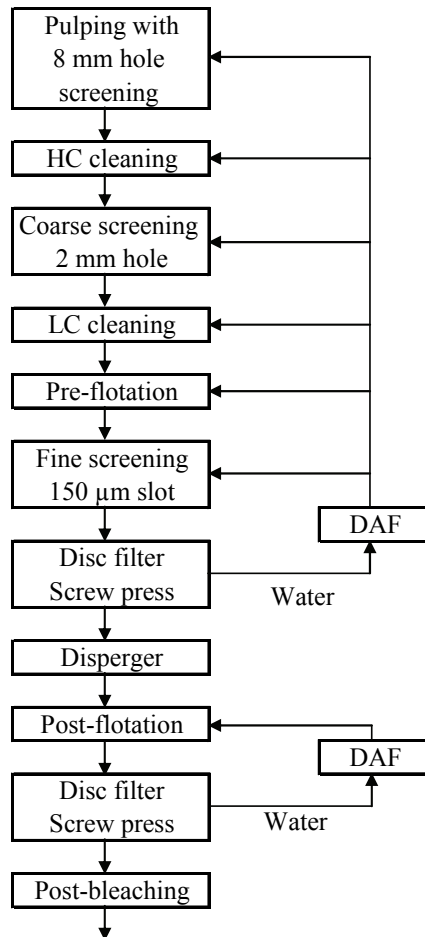 Pulping with
8 mm hole
screening
HC cleaning
Coarse screening
2 mm hole
LC cleaning
Pre-flotation
Fine screening
150 µm slot
DAF
Disc filter
Screw press
Water
Disperger
Post-flotation
DAF
Disc filter
Screw press
Water
Post-bleaching